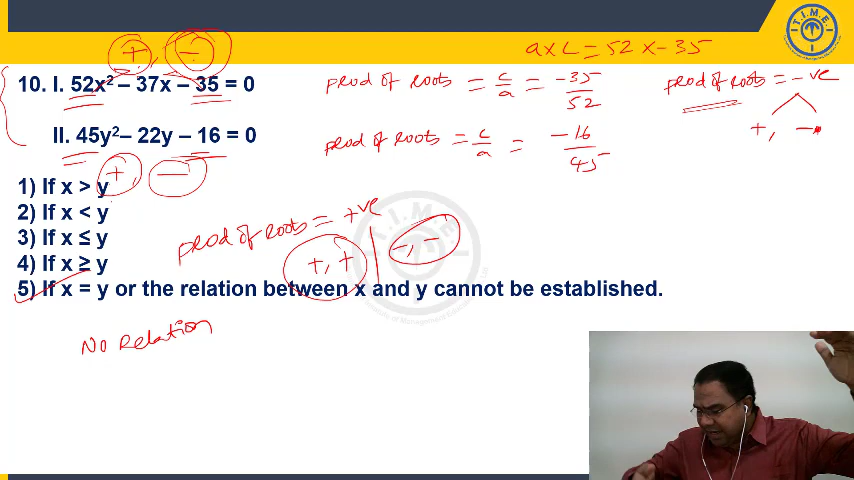 T.I.M.E.
+, -
a x c = 52 x -35
10. I. 52x² – 37x – 35 = 0
prod of roots = c/a = -35/52
prod of roots = -ve
+, -
II. 45y² – 22y – 16 = 0
prod of roots = c/a = -16/45
+, -
1) If x > y
2) If x < y
3) If x ≤ y
4) If x ≥ y
prod of roots = +ve
+, + | -, -
5) If x = y or the relation between x and y cannot be established.
No Relation